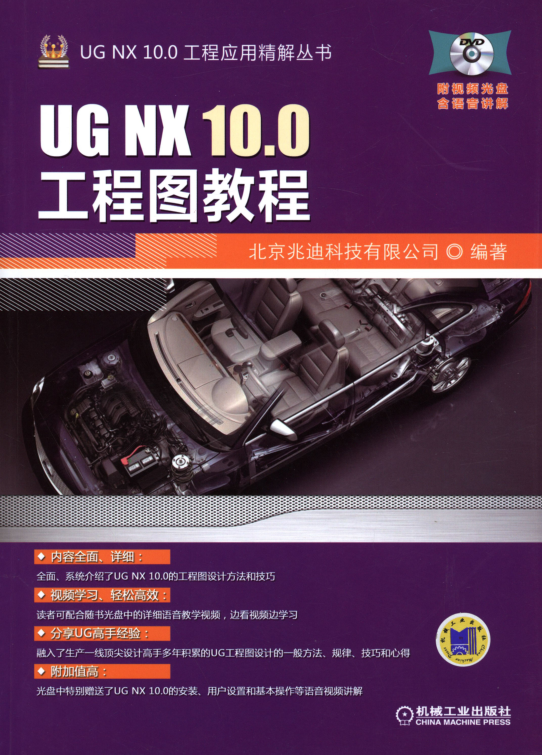 UG NX 10.0 工程应用精解丛书
DVD
附视频光盘
含语音讲解
UG NX 10.0
工程图教程
北京兆迪科技有限公司 ◎ 编著
◆ 内容全面、详细：
全面、系统介绍了UG NX 10.0的工程图设计方法和技巧
◆ 视频学习、轻松高效：
读者可配合随书光盘中的详细语音教学视频，边看视频边学习
◆ 分享UG高手经验：
融入了生产一线顶尖设计高手多年积累的UG工程图设计的一般方法、规律、技巧和心得
◆ 附加值高：
光盘中特别赠送了UG NX 10.0的安装、用户设置和基本操作等语音视频讲解
机械工业出版社
CHINA MACHINE PRESS